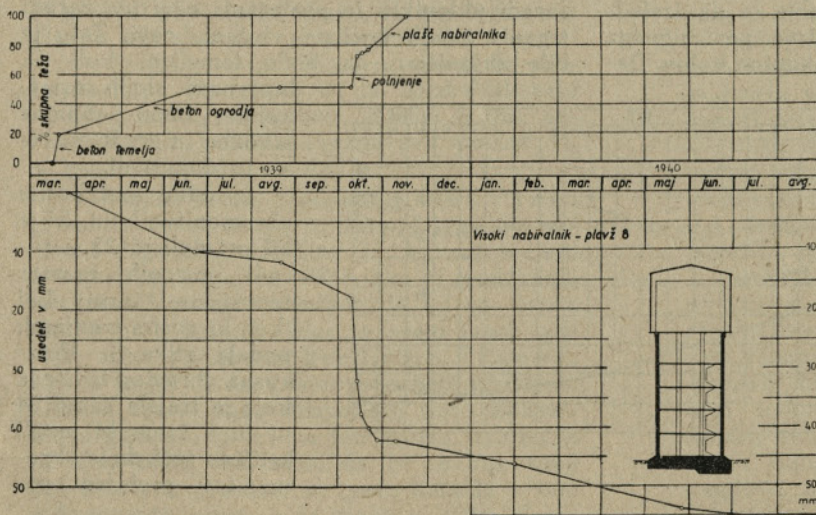 100
80
60
40
20
0
% skupna teža
plašč nabiralnika
polnjenje
beton ogrodja
beton temelja
1939
1940
mar. apr. maj jun. jul. avg. sep. okt. nov. dec. jan. feb. mar. apr. maj jun. jul. avg.
Visoki nabiralnik - plavž 8
usedek v mm
10
20
30
40
50
10
20
30
40
50
mm